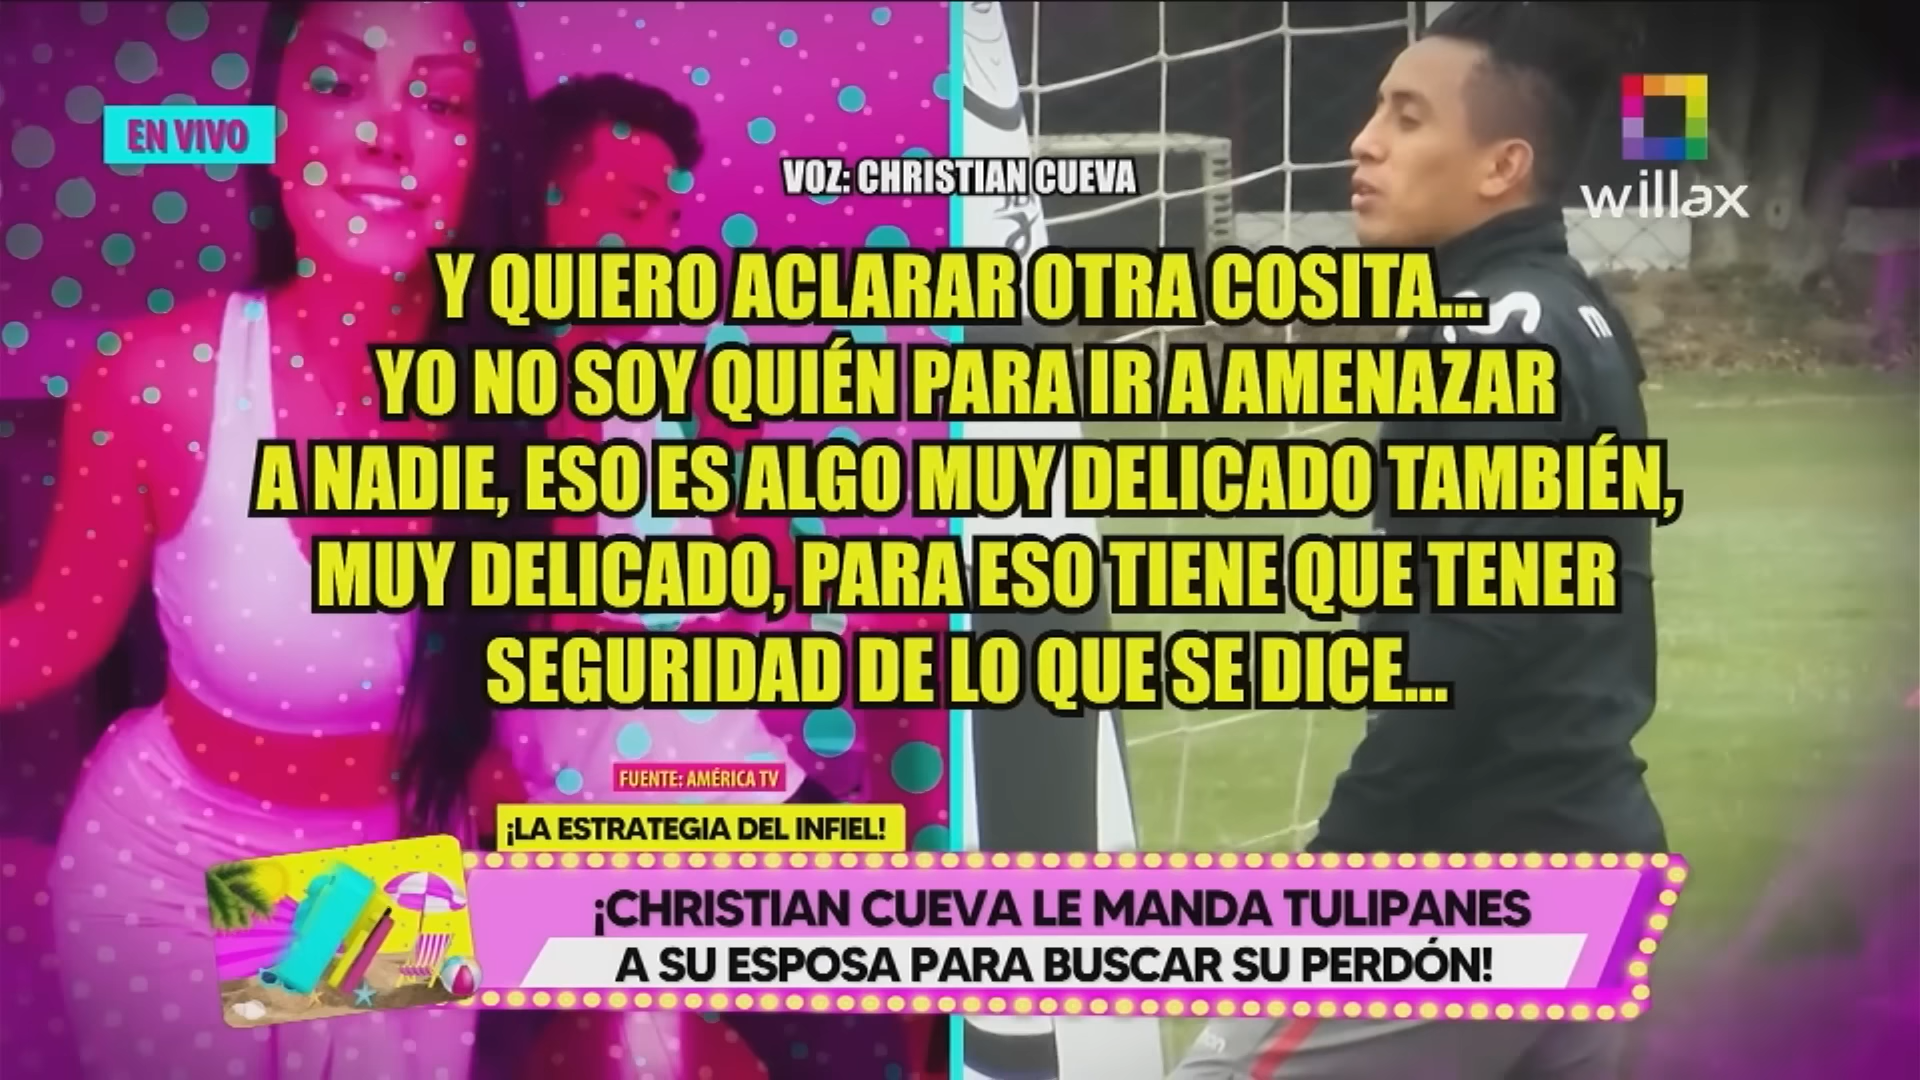 EN VIVO
willax
VOZ: CHRISTIAN CUEVA
Y QUIERO ACLARAR OTRA COSITA...
YO NO SOY QUIÉN PARA IR A AMENAZAR
A NADIE, ESO ES ALGO MUY DELICADO TAMBIÉN,
MUY DELICADO, PARA ESO TIENE QUE TENER
SEGURIDAD DE LO QUE SE DICE...
FUENTE: AMÉRICA TV
¡LA ESTRATEGIA DEL INFIEL!
¡CHRISTIAN CUEVA LE MANDA TULIPANES
A SU ESPOSA PARA BUSCAR SU PERDÓN!